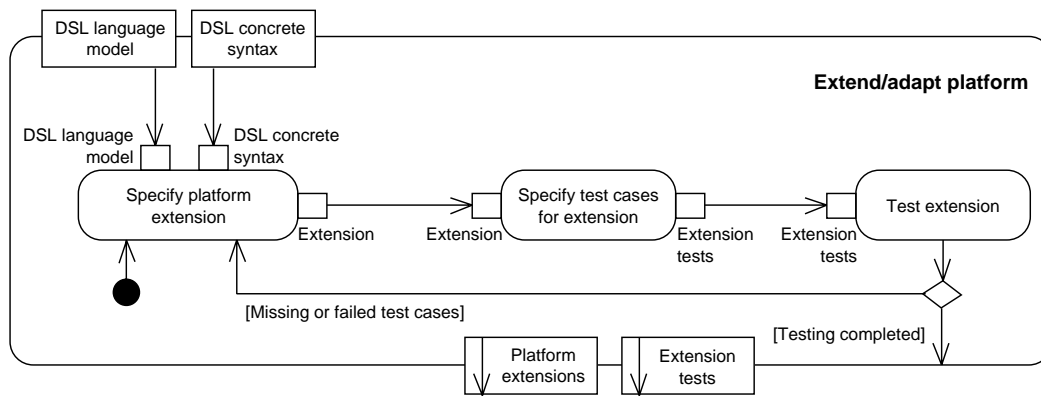 DSL language
model
DSL concrete
syntax
Extend/adapt platform
DSL language
model
DSL concrete
syntax
Specify platform
extension
Extension
Extension
Specify test cases
for extension
Extension
tests
Extension
tests
Test extension
[Missing or failed test cases]
[Testing completed]
Platform
extensions
Extension
tests